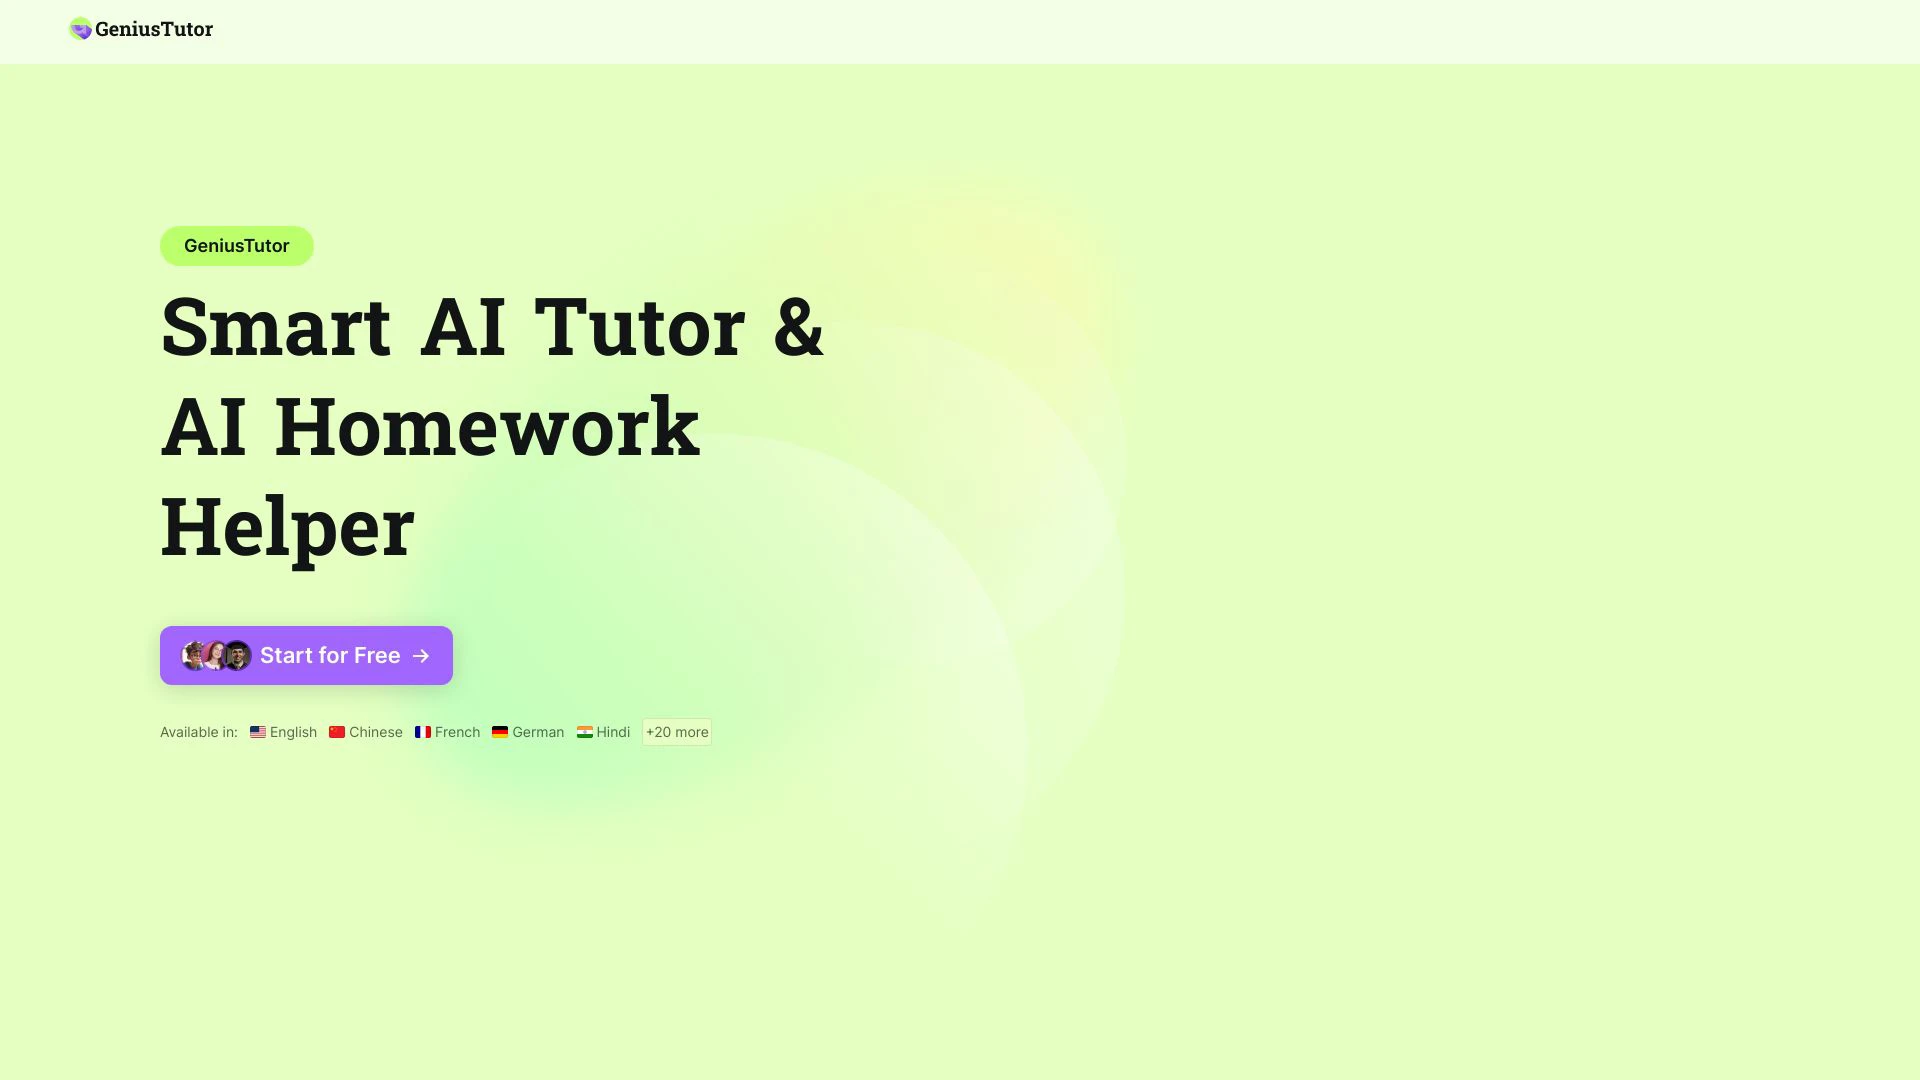 GeniusTutor
GeniusTutor
Smart AI Tutor &
AI Homework
Helper
Start for Free →
Available in: English Chinese French German Hindi +20 more